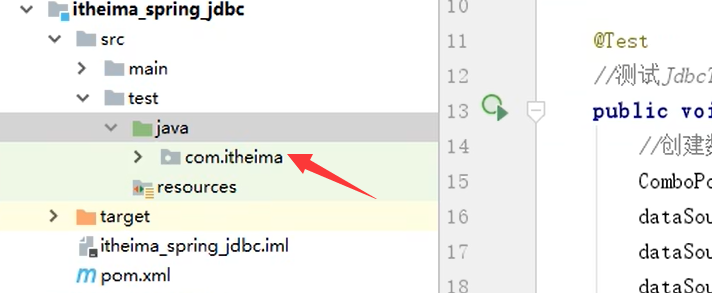 itheima_spring_jdbc
src
main
test
java
com.itheima
resources
target
itheima_spring_jdbc.iml
pom.xml
10
11 @Test
12 //测试JdbcT
13 public voi
14 //创建数
15 ComboPo
16 dataSou
17 dataSou
18 dataSou